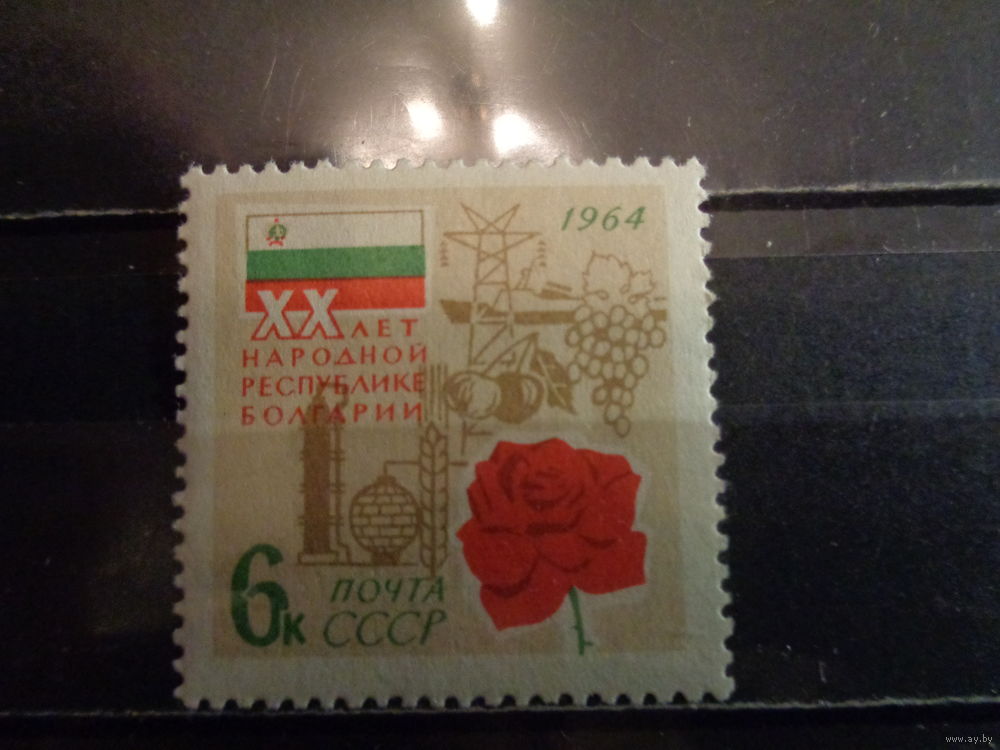 1964
XX ЛЕТ
НАРОДНОЙ
РЕСПУБЛИКЕ
БОЛГАРИИ
6к
ПОЧТА
СССР
www.ay.by